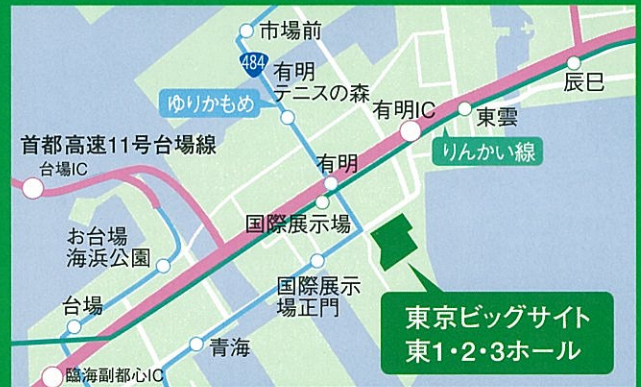 市場前
484
有明
テニスの森
ゆりかもめ
有明IC
東雲
辰巳
りんかい線
首都高速11号台場線
台場IC
有明
国際展示場
お台場
海浜公園
国際展示
場正門
台場
青海
臨海副都心IC
東京ビッグサイト
東1・2・3ホール